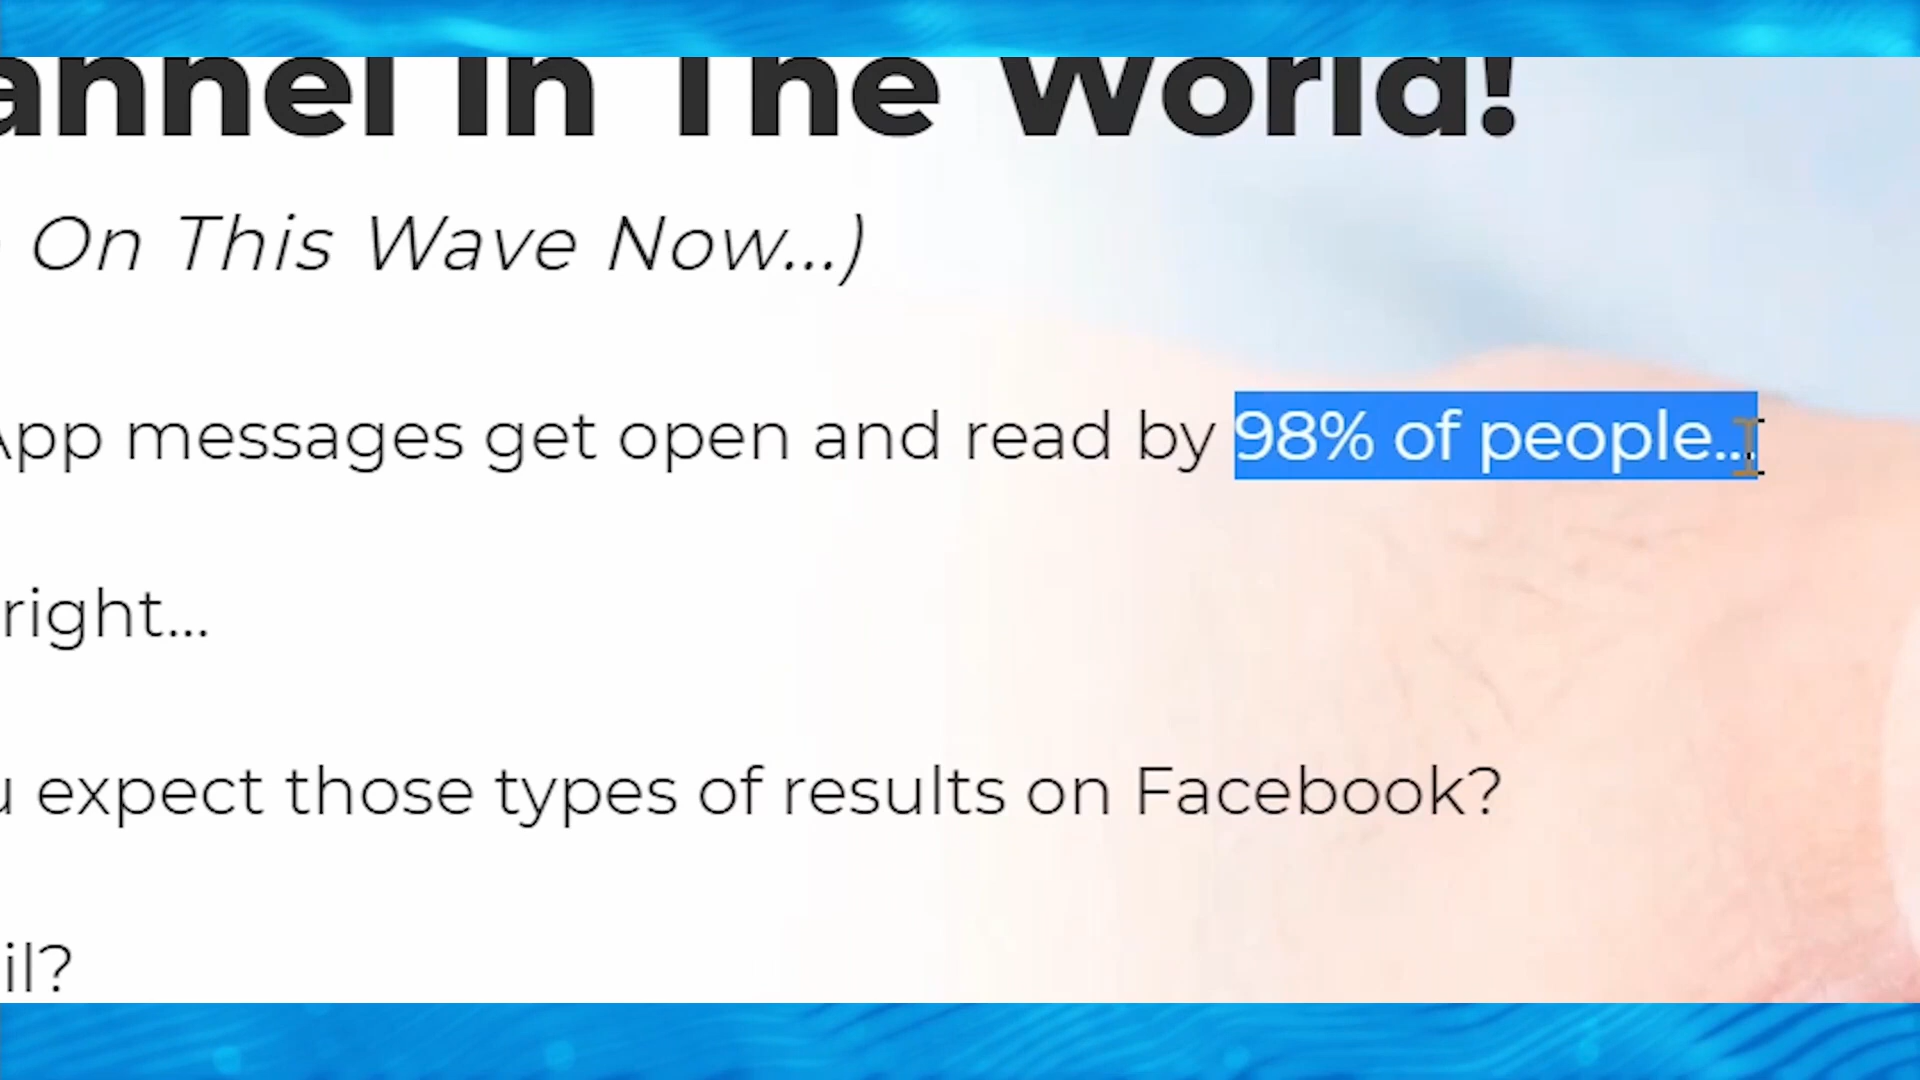 annel In The World!
On This Wave Now...)
App messages get open and read by 98% of people...
right...
u expect those types of results on Facebook?
il?